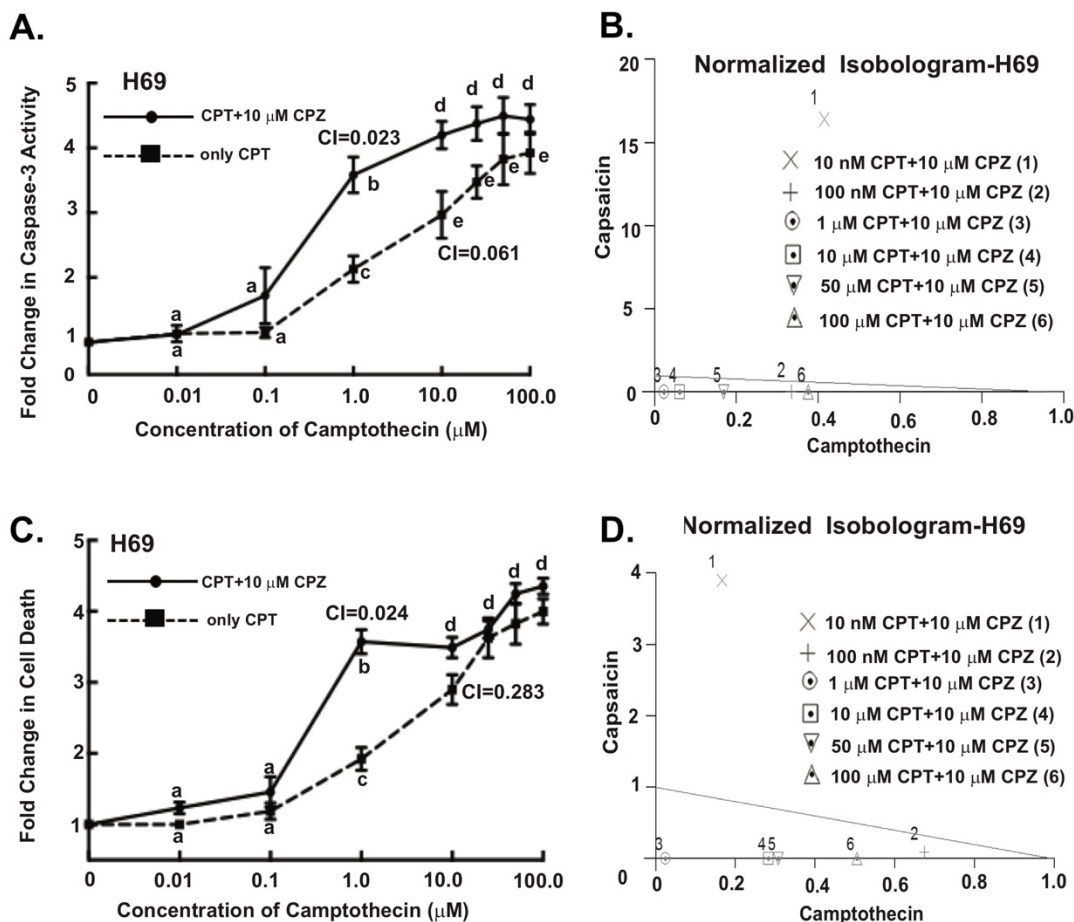 A.
H69
CPT+10 µM CPZ
only CPT
Fold Change in Caspase-3 Activity
5
4
3
2
1
0
a
a
a
a
b
c
d
d
d
d
e
e
e
e
CI=0.023
CI=0.061
0
0.01
0.1
1.0
10.0
100.0
Concentration of Camptothecin (µM)
B.
Normalized Isobologram-H69
Capsaicin
20
15
10
5
0
1
10 nM CPT+10 µM CPZ (1)
100 nM CPT+10 µM CPZ (2)
1 µM CPT+10 µM CPZ (3)
10 µM CPT+10 µM CPZ (4)
50 µM CPT+10 µM CPZ (5)
100 µM CPT+10 µM CPZ (6)
3 4 5 2 6
0 0.2 0.4 0.6 0.8 1.0
Camptothecin
C.
H69
CPT+10 µM CPZ
only CPT
Fold Change in Cell Death
5
4
3
2
1
a
a
a
a
b
c
d
d
d
d
CI=0.024
CI=0.283
0
0.01
0.1
1.0
10.0
100.0
Concentration of Camptothecin (µM)
D.
Normalized Isobologram-H69
Capsaicin
4
3
2
1
0
1
10 nM CPT+10 µM CPZ (1)
100 nM CPT+10 µM CPZ (2)
1 µM CPT+10 µM CPZ (3)
10 µM CPT+10 µM CPZ (4)
50 µM CPT+10 µM CPZ (5)
100 µM CPT+10 µM CPZ (6)
3 45 6 2
0 0.2 0.4 0.6 0.8 1.0
Camptothecin